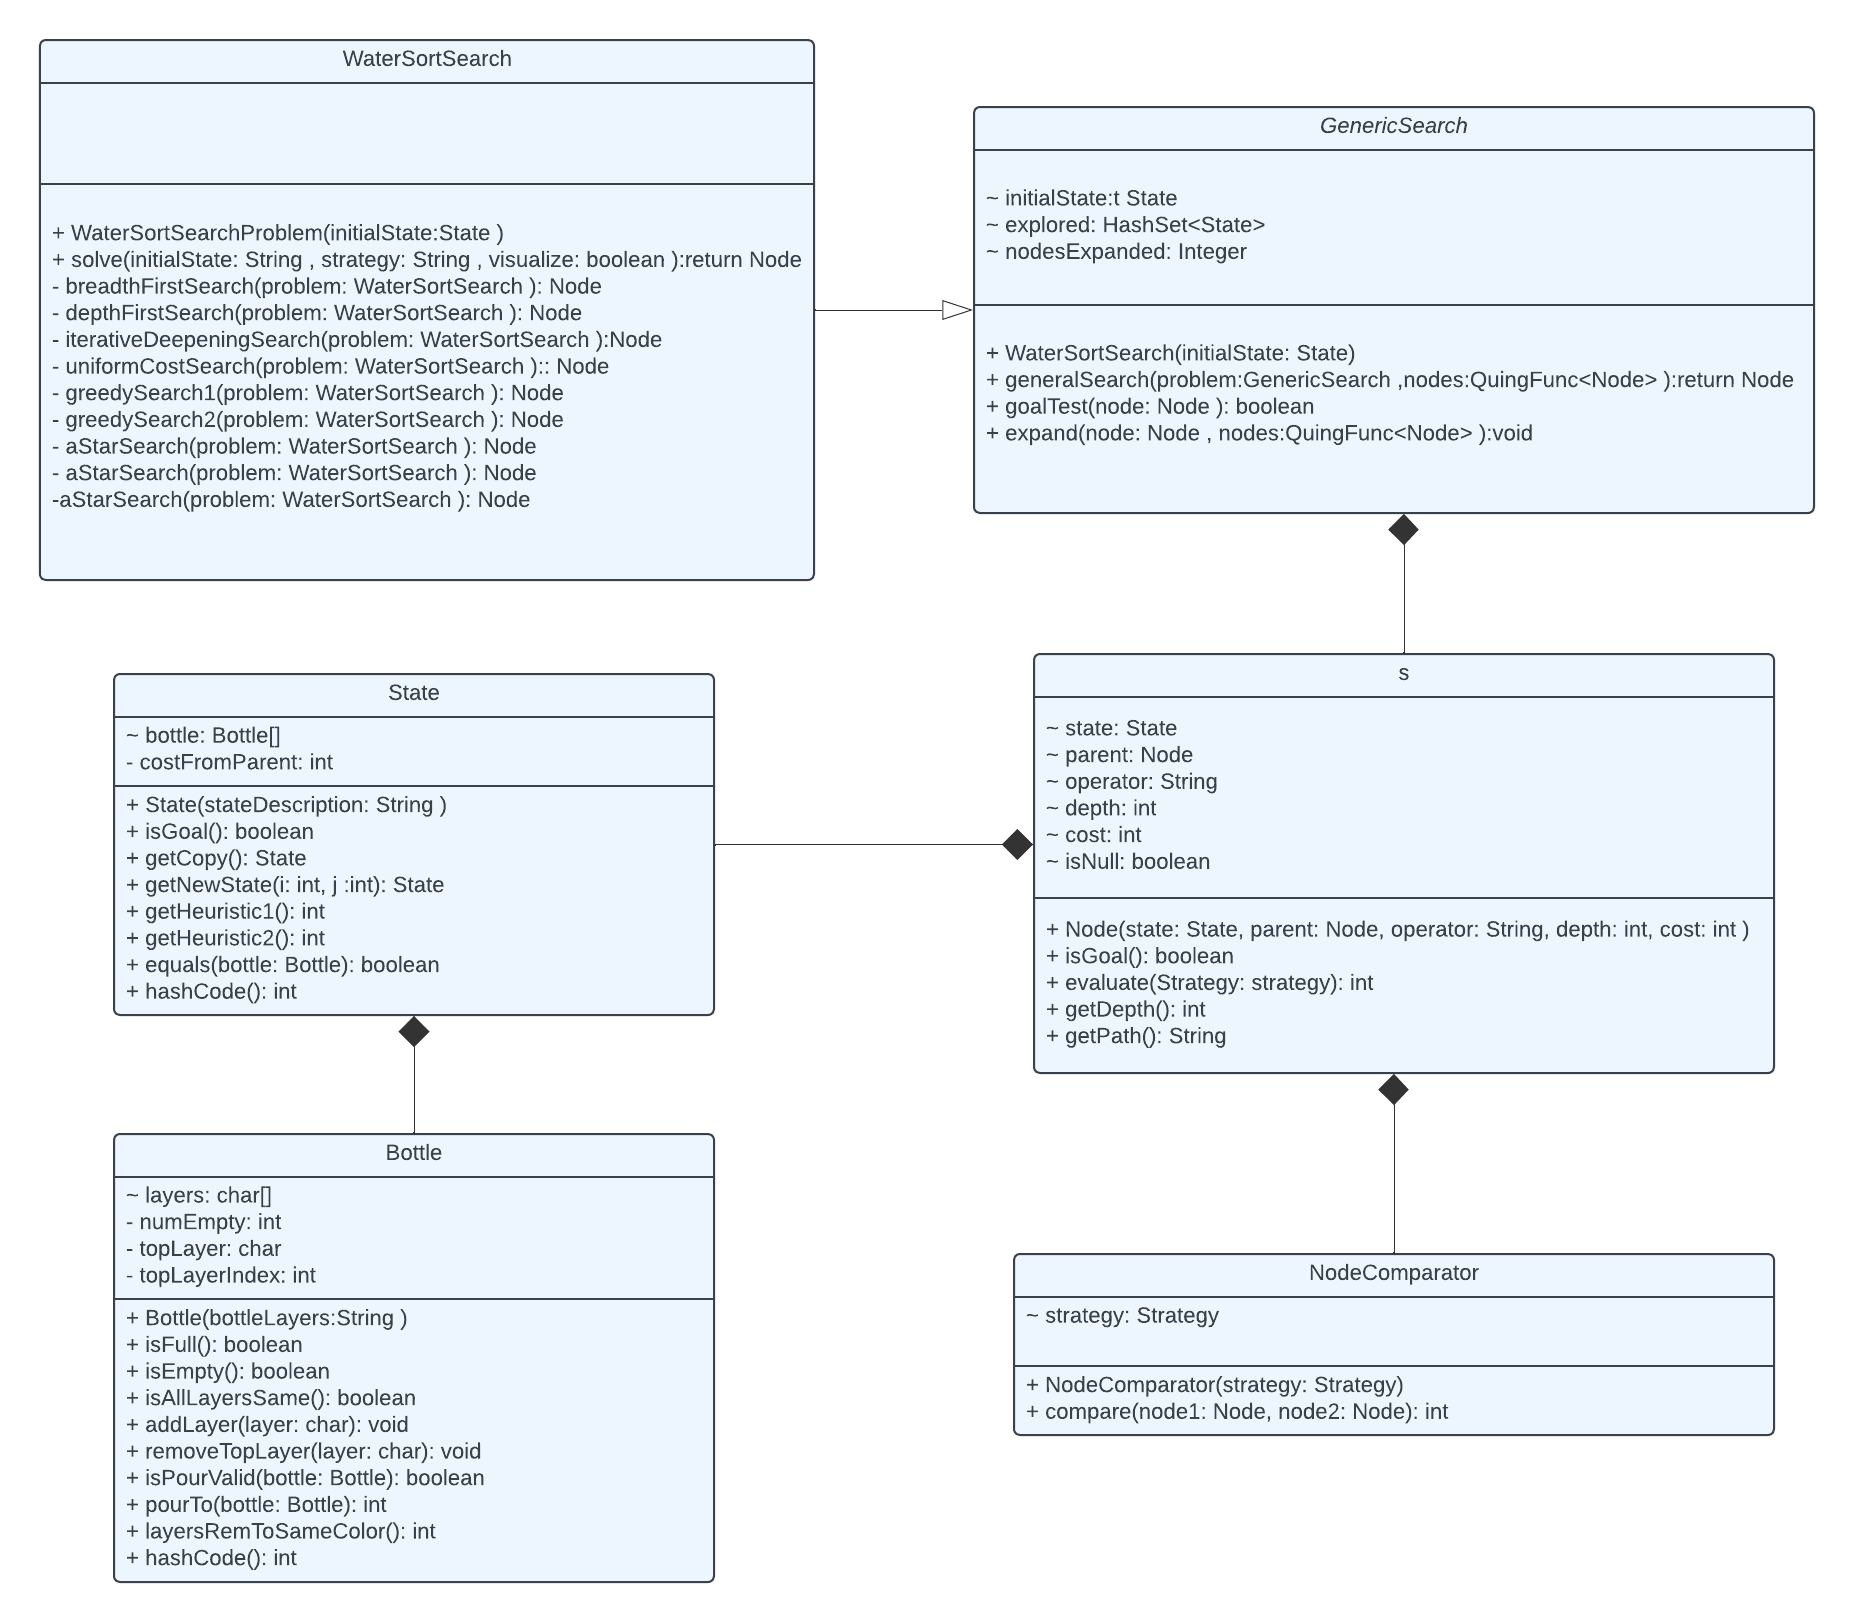 WaterSortSearch
+ WaterSortSearchProblem(initialState:State )
+ solve(initialState: String , strategy: String , visualize: boolean ):return Node
- breadthFirstSearch(problem: WaterSortSearch ): Node
- depthFirstSearch(problem: WaterSortSearch ): Node
- iterativeDeepeningSearch(problem: WaterSortSearch ):Node
- uniformCostSearch(problem: WaterSortSearch ):: Node
- greedySearch1(problem: WaterSortSearch ): Node
- greedySearch2(problem: WaterSortSearch ): Node
- aStarSearch(problem: WaterSortSearch ): Node
- aStarSearch(problem: WaterSortSearch ): Node
-aStarSearch(problem: WaterSortSearch ): Node
GenericSearch
~ initialState:t State
~ explored: HashSet<State>
~ nodesExpanded: Integer
+ WaterSortSearch(initialState: State)
+ generalSearch(problem:GenericSearch ,nodes:QuingFunc<Node> ):return Node
+ goalTest(node: Node ): boolean
+ expand(node: Node , nodes:QuingFunc<Node> ):void
State
~ bottle: Bottle[]
- costFromParent: int
+ State(stateDescription: String )
+ isGoal(): boolean
+ getCopy(): State
+ getNewState(i: int, j :int): State
+ getHeuristic1(): int
+ getHeuristic2(): int
+ equals(bottle: Bottle): boolean
+ hashCode(): int
s
~ state: State
~ parent: Node
~ operator: String
~ depth: int
~ cost: int
~ isNull: boolean
+ Node(state: State, parent: Node, operator: String, depth: int, cost: int )
+ isGoal(): boolean
+ evaluate(Strategy: strategy): int
+ getDepth(): int
+ getPath(): String
Bottle
~ layers: char[]
- numEmpty: int
- topLayer: char
- topLayerIndex: int
+ Bottle(bottleLayers:String )
+ isFull(): boolean
+ isEmpty(): boolean
+ isAllLayersSame(): boolean
+ addLayer(layer: char): void
+ removeTopLayer(layer: char): void
+ isPourValid(bottle: Bottle): boolean
+ pourTo(bottle: Bottle): int
+ layersRemToSameColor(): int
+ hashCode(): int
NodeComparator
~ strategy: Strategy
+ NodeComparator(strategy: Strategy)
+ compare(node1: Node, node2: Node): int